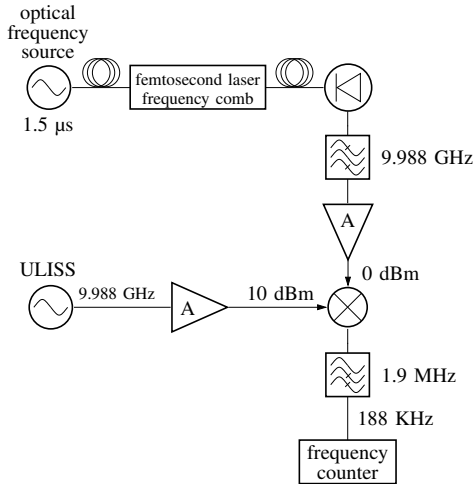 optical
frequency
source
1.5 µs
femtosecond laser
frequency comb
9.988 GHz
A
0 dBm
ULISS
9.988 GHz
A
10 dBm
1.9 MHz
188 KHz
frequency
counter